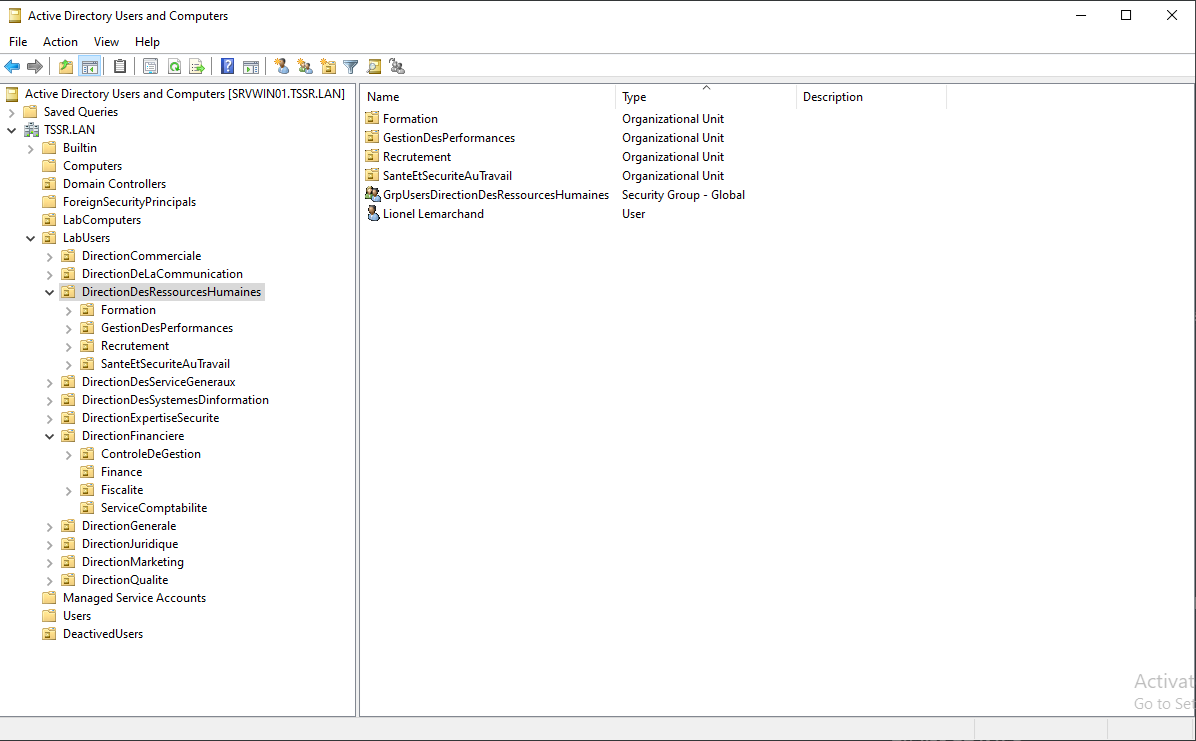 Active Directory Users and Computers
File Action View Help
Active Directory Users and Computers [SRVWIN01.TSSR.LAN]
Saved Queries
TSSR.LAN
Builtin
Computers
Domain Controllers
ForeignSecurityPrincipals
LabComputers
LabUsers
DirectionCommerciale
DirectionDeLaCommunication
DirectionDesRessourcesHumaines
Formation
GestionDesPerformances
Recrutement
SanteEtSecuriteAuTravail
DirectionDesServiceGeneraux
DirectionDesSystemesDinformation
DirectionExpertiseSecurite
DirectionFinanciere
ControleDeGestion
Finance
Fiscalite
ServiceComptabilite
DirectionGenerale
DirectionJuridique
DirectionMarketing
DirectionQualite
Managed Service Accounts
Users
DeactivedUsers
Name Type Description
Formation Organizational Unit
GestionDesPerformances Organizational Unit
Recrutement Organizational Unit
SanteEtSecuriteAuTravail Organizational Unit
GrpUsersDirectionDesRessourcesHumaines Security Group - Global
Lionel Lemarchand User
Activat
Go to Set